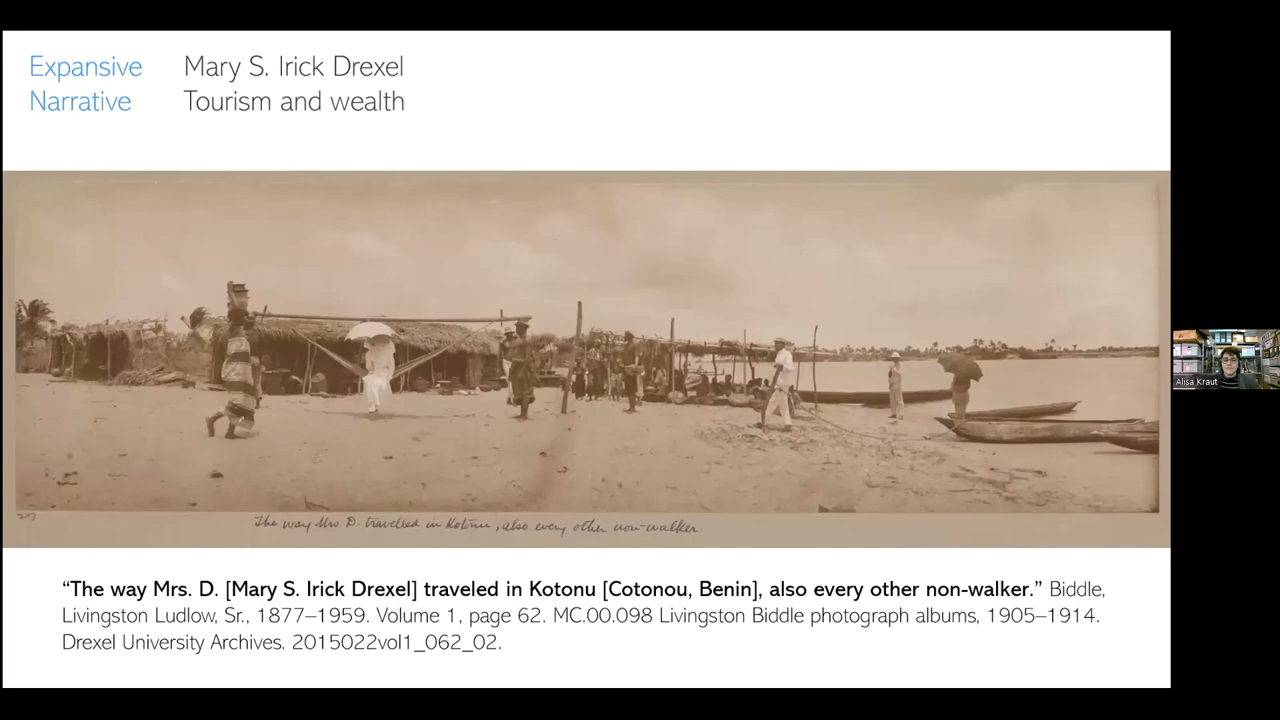 Expansive
Narrative
Mary S. Irick Drexel
Tourism and wealth
207
The way Mrs. D. travelled in Kotonu, also every other non-walker.
“The way Mrs. D. [Mary S. Irick Drexel] traveled in Kotonu [Cotonou, Benin], also every other non-walker.” Biddle,
Livingston Ludlow, Sr., 1877–1959. Volume 1, page 62. MC.00.098 Livingston Biddle photograph albums, 1905–1914.
Drexel University Archives. 2015022vol1_062_02.
Alisa Kraut